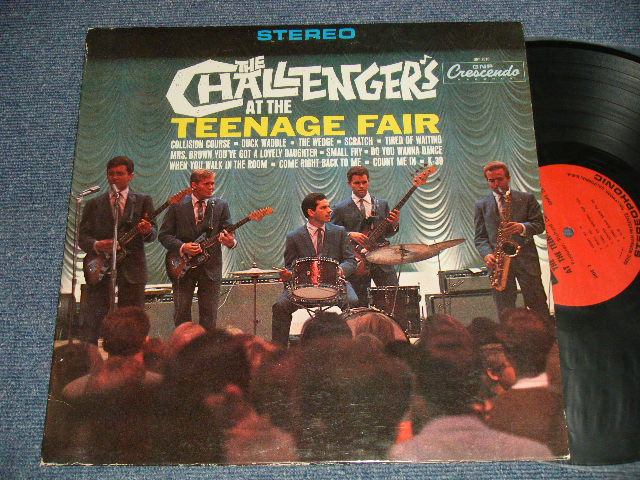 STEREO
THE
CHALLENGERS
AT THE
TEENAGE FAIR
GNP
Crescendo
COLLISION COURSE • DUCK WADDLE • THE WEDGE • SCRATCH • TIRED OF WAITING
MRS. BROWN YOU'VE GOT A LOVELY DAUGHTER • SMALL FRY • DO YOU WANNA DANCE
WHEN YOU WALK IN THE ROOM • COME RIGHT BACK TO ME • COUNT ME IN • K-39